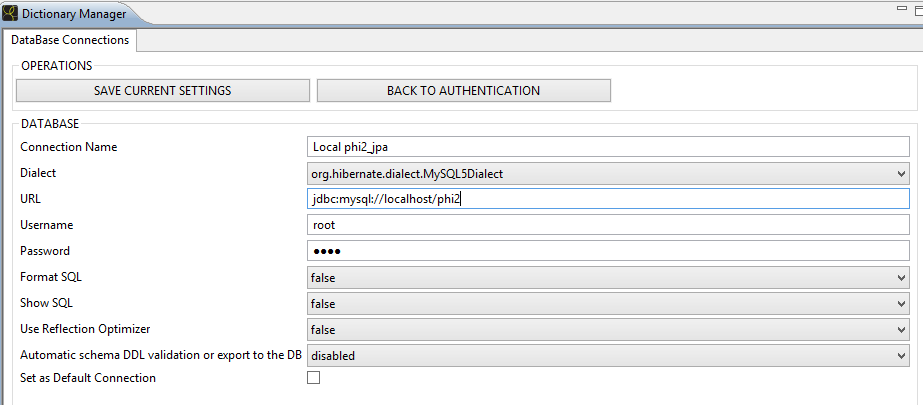 Dictionary Manager
DataBase Connections
OPERATIONS
SAVE CURRENT SETTINGS BACK TO AUTHENTICATION
DATABASE
Connection Name Local phi2_jpa
Dialect org.hibernate.dialect.MySQL5Dialect
URL jdbc:mysql://localhost/phi2
Username root
Password ●●●●
Format SQL false
Show SQL false
Use Reflection Optimizer false
Automatic schema DDL validation or export to the DB disabled
Set as Default Connection